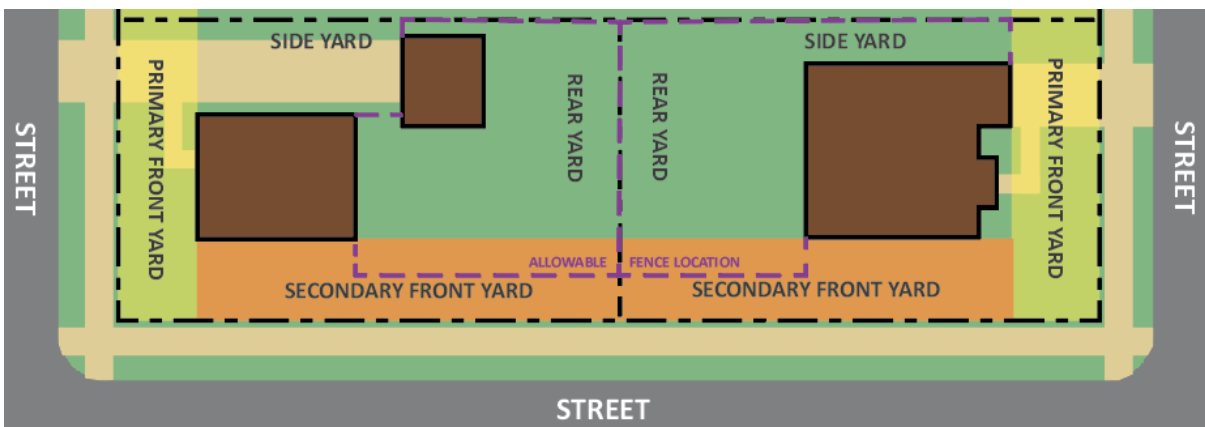 SIDE YARD
SIDE YARD
STREET
PRIMARY FRONT YARD
REAR YARD
REAR YARD
PRIMARY FRONT YARD
STREET
ALLOWABLE FENCE LOCATION
SECONDARY FRONT YARD
SECONDARY FRONT YARD
STREET